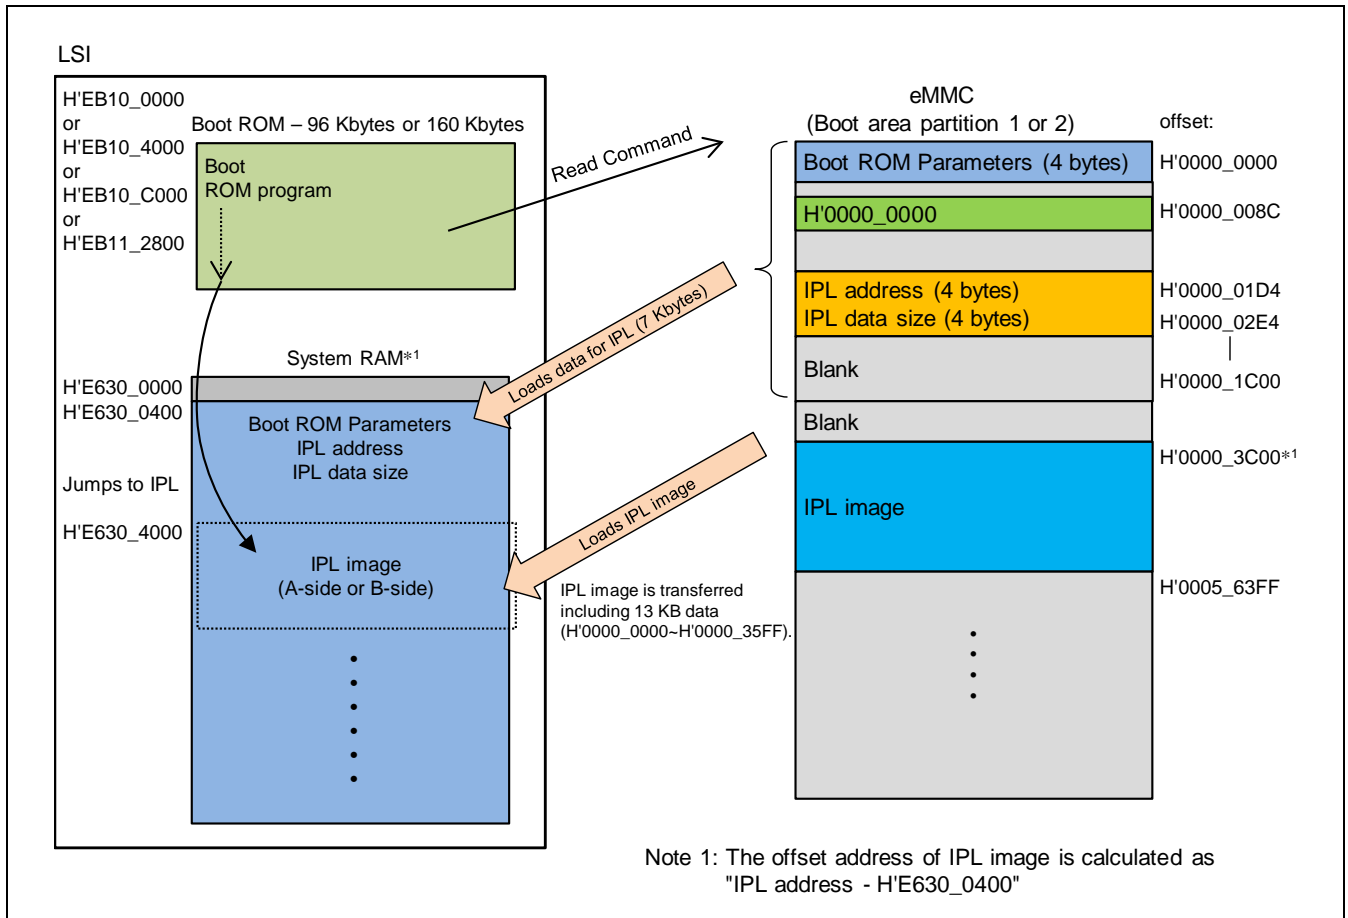 LSI
H'EB10_0000
or
H'EB10_4000
or
H'EB10_C000
or
H'EB11_2800
Boot ROM – 96 Kbytes or 160 Kbytes
Boot
ROM program
Read Command
System RAM*1
H'E630_0000
H'E630_0400
Boot ROM Parameters
IPL address
IPL data size
Jumps to IPL
H'E630_4000
IPL image
(A-side or B-side)
Loads data for IPL (7 Kbytes)
Loads IPL image
IPL image is transferred
including 13 KB data
(H'0000_0000~H'0000_35FF).
eMMC
(Boot area partition 1 or 2)
offset:
Boot ROM Parameters (4 bytes)
H'0000_0000
H'0000_0000
H'0000_008C
IPL address (4 bytes)
H'0000_01D4
IPL data size (4 bytes)
H'0000_02E4
Blank
H'0000_1C00
Blank
H'0000_3C00*1
IPL image
H'0005_63FF
Note 1: The offset address of IPL image is calculated as
"IPL address - H'E630_0400"